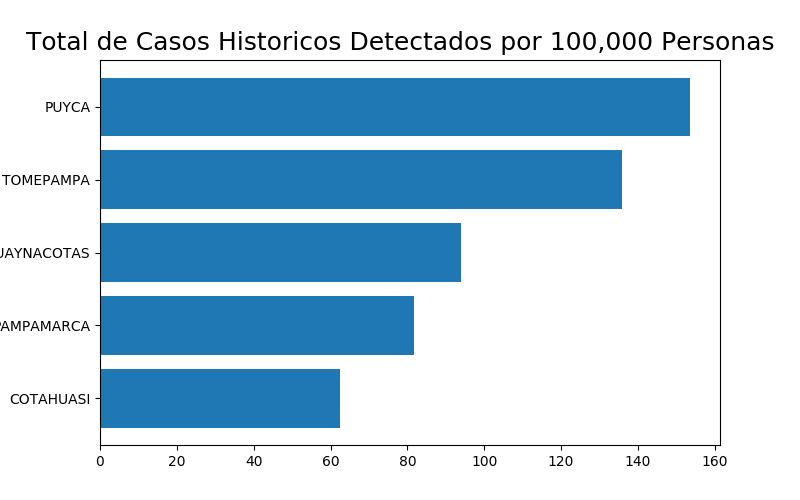 Total de Casos Historicos Detectados por 100,000 Personas
PUYCA
TOMEPAMPA
UAYNACOTAS
PAMPAMARCA
COTAHUASI
0 20 40 60 80 100 120 140 160